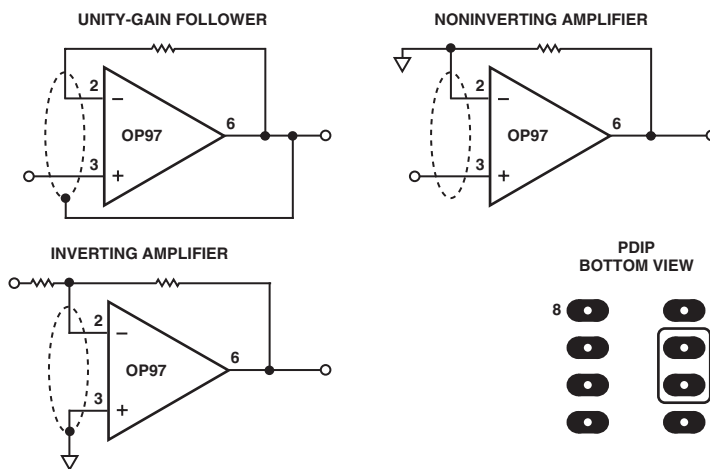 UNITY-GAIN FOLLOWER
2
−
OP97
6
3
+
NONINVERTING AMPLIFIER
2
−
OP97
6
3
+
INVERTING AMPLIFIER
2
−
OP97
6
3
+
PDIP
BOTTOM VIEW
8